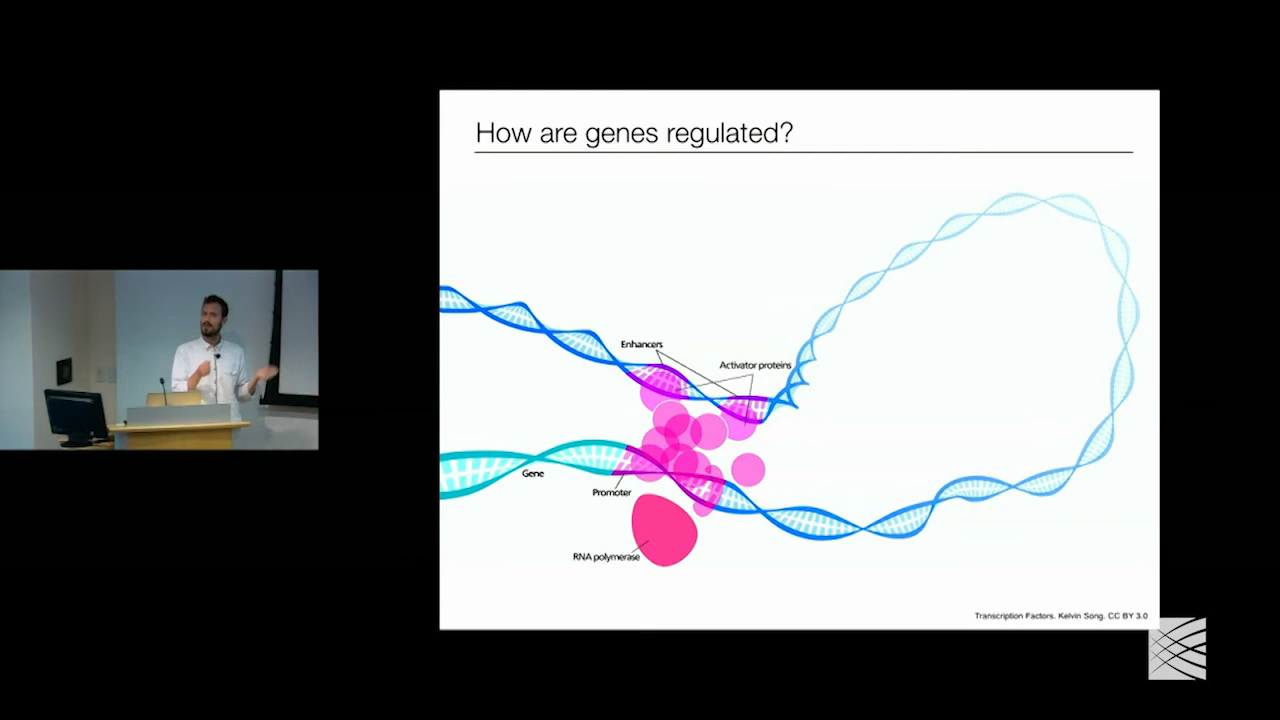 How are genes regulated?
Enhancers
Activator proteins
Gene
Promoter
RNA polymerase
Transcription Factors. Kelvin Song. CC BY 3.0